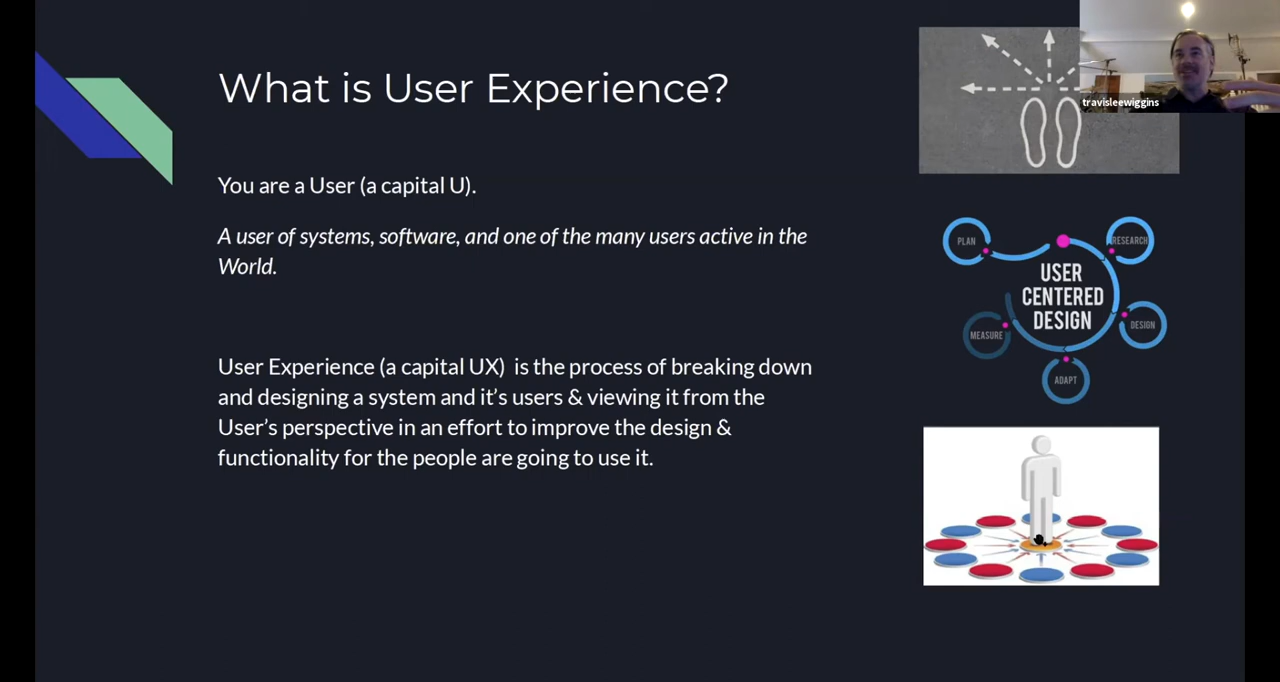 What is User Experience?
travisleewiggins
You are a User (a capital U).
A user of systems, software, and one of the many users active in the
World.
PLAN
RESEARCH
USER
CENTERED
DESIGN
MEASURE
DESIGN
ADAPT
User Experience (a capital UX)  is the process of breaking down
and designing a system and it’s users & viewing it from the
User’s perspective in an effort to improve the design &
functionality for the people are going to use it.